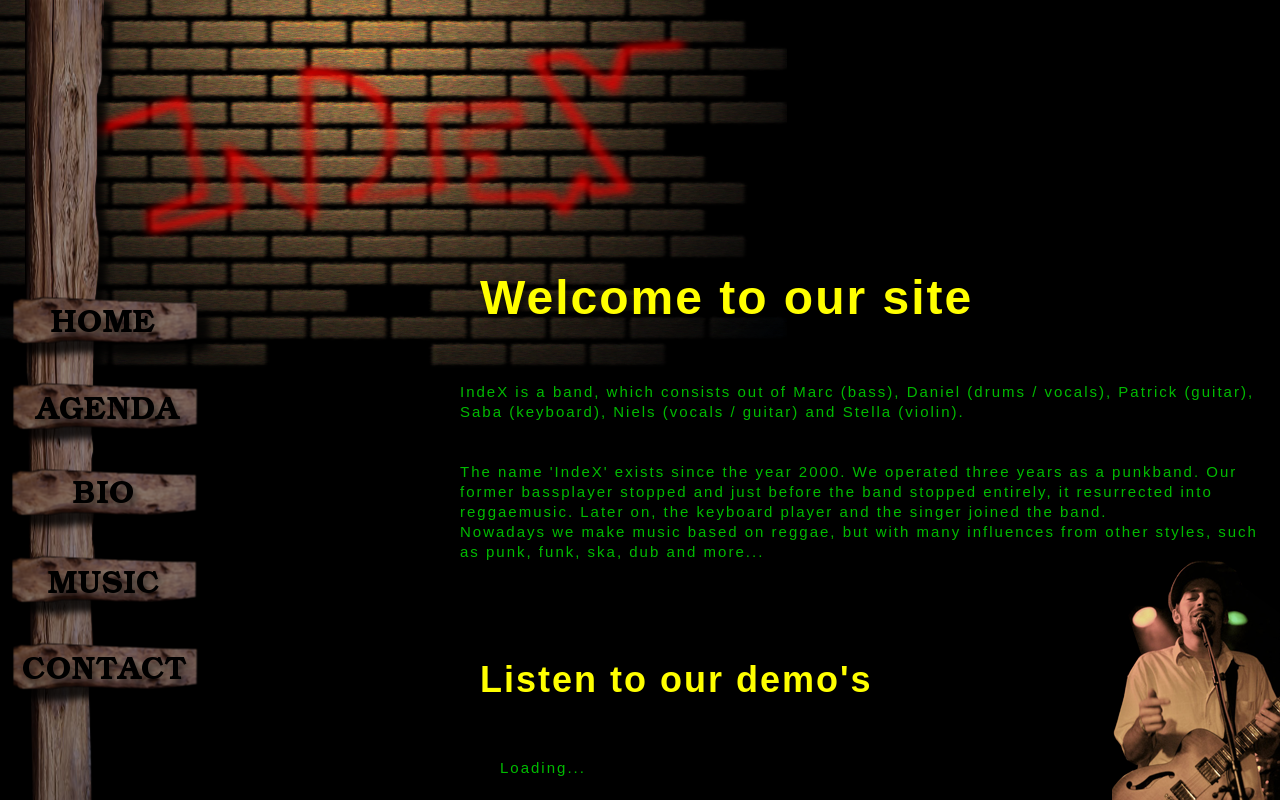 IndeX
Welcome to our site
HOME
IndeX is a band, which consists out of Marc (bass), Daniel (drums / vocals), Patrick (guitar),
Saba (keyboard), Niels (vocals / guitar) and Stella (violin).
AGENDA
The name 'IndeX' exists since the year 2000. We operated three years as a punkband. Our
former bassplayer stopped and just before the band stopped entirely, it resurrected into
reggaemusic. Later on, the keyboard player and the singer joined the band.
Nowadays we make music based on reggae, but with many influences from other styles, such
as punk, funk, ska, dub and more...
BIO
MUSIC
CONTACT
Listen to our demo's
Loading...